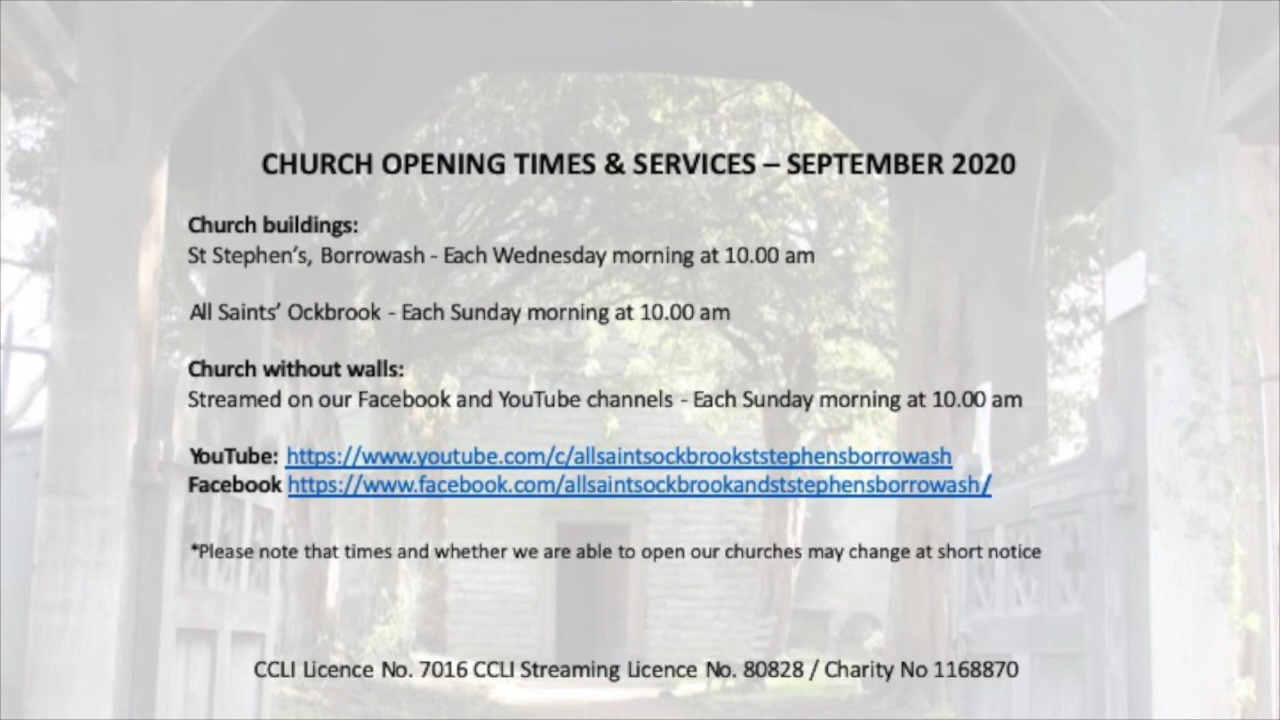 CHURCH OPENING TIMES & SERVICES – SEPTEMBER 2020
Church buildings:
St Stephen's, Borrowash - Each Wednesday morning at 10.00 am
All Saints' Ockbrook - Each Sunday morning at 10.00 am
Church without walls:
Streamed on our Facebook and YouTube channels - Each Sunday morning at 10.00 am
YouTube: https://www.youtube.com/c/allsaintsockbrookststephensborrowash
Facebook https://www.facebook.com/allsaintsockbrookandststephensborrowash/
*Please note that times and whether we are able to open our churches may change at short notice
CCLI Licence No. 7016 CCLI Streaming Licence No. 80828 / Charity No 1168870